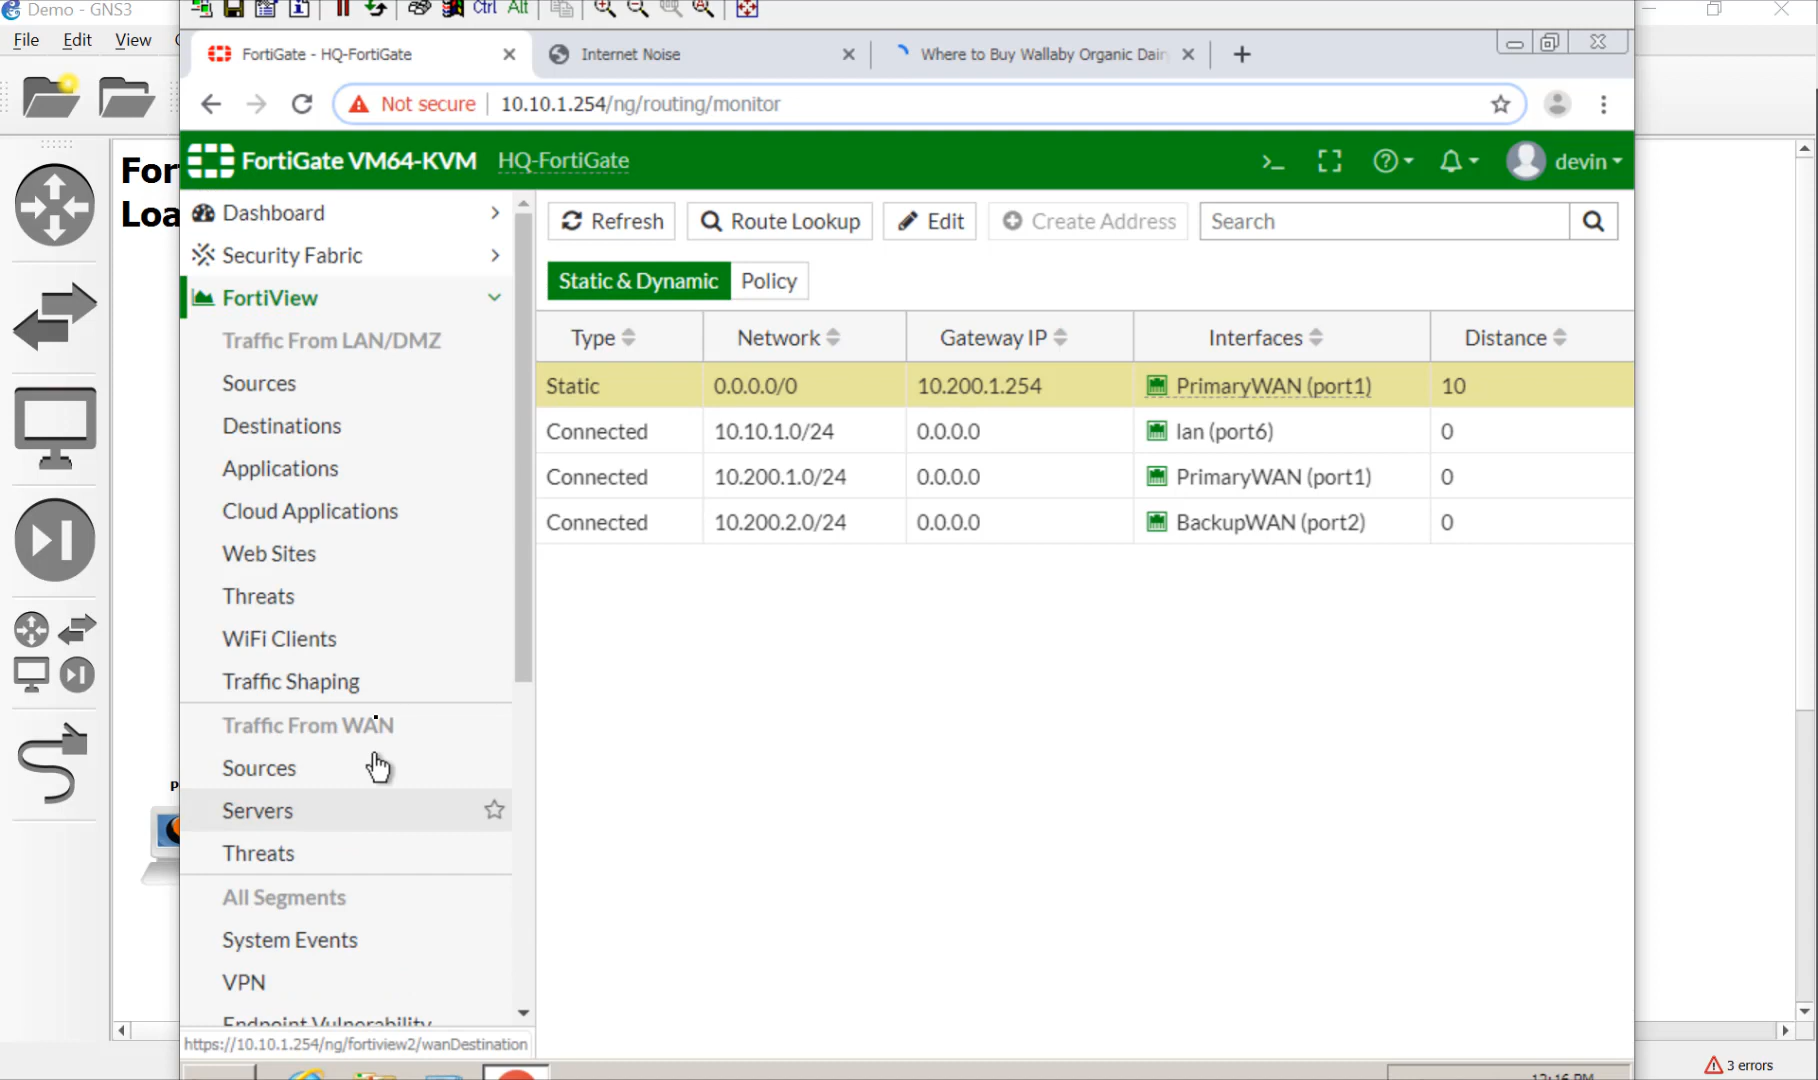 Demo - GNS3
File Edit View
Ctrl Alt
FortiGate - HQ-FortiGate
Internet Noise
Where to Buy Wallaby Organic Dair
Not secure 10.10.1.254/ng/routing/monitor
FortiGate VM64-KVM HQ-FortiGate
devin
For
Loa
Dashboard
Security Fabric
FortiView
Traffic From LAN/DMZ
Sources
Destinations
Applications
Cloud Applications
Web Sites
Threats
WiFi Clients
Traffic Shaping
Traffic From WAN
Sources
Servers
Threats
All Segments
System Events
VPN
Endpoint Vulnerability
https://10.10.1.254/ng/fortiview2/wanDestination
Refresh Route Lookup Edit Create Address Search
Static & Dynamic Policy
Type Network Gateway IP Interfaces Distance
Static 0.0.0.0/0 10.200.1.254 PrimaryWAN (port1) 10
Connected 10.10.1.0/24 0.0.0.0 lan (port6) 0
Connected 10.200.1.0/24 0.0.0.0 PrimaryWAN (port1) 0
Connected 10.200.2.0/24 0.0.0.0 BackupWAN (port2) 0
12:16 PM
3 errors